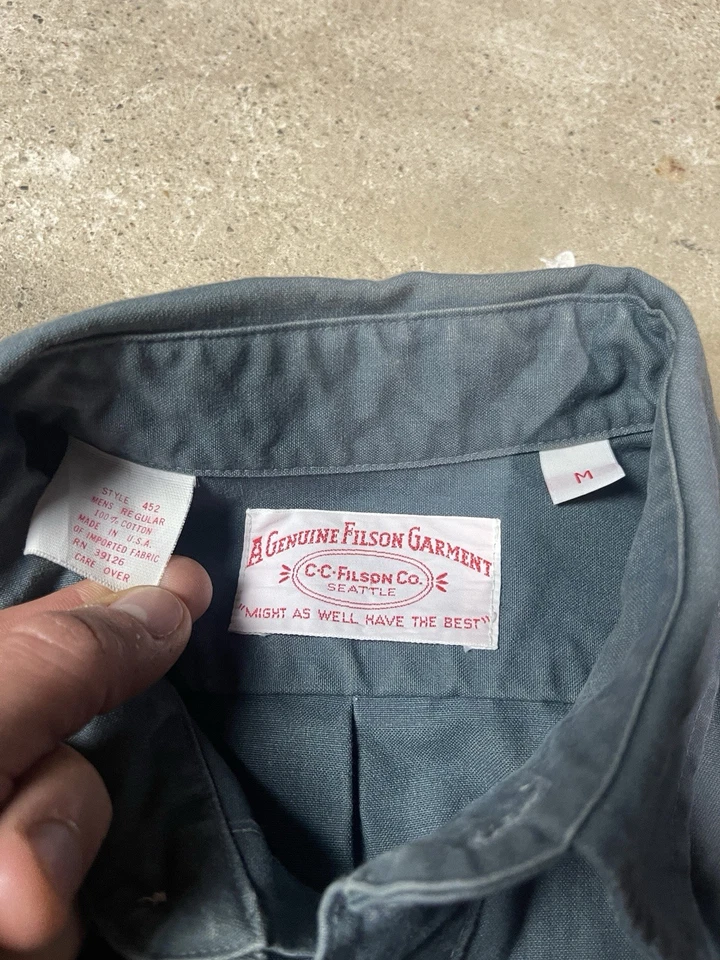 STYLE 452
MENS REGULAR
100% COTTON
MADE IN U.S.A.
OF IMPORTED FABRIC
RN 39126
CARE OVER
A GENUINE FILSON GARMENT
C·C·FILSON CO.
SEATTLE
"MIGHT AS WELL HAVE THE BEST"
M